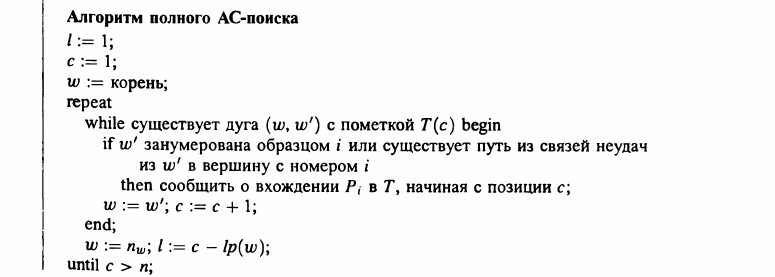 Алгоритм полного АС-поиска
l := 1;
c := 1;
w := корень;
repeat
while существует дуга (w, w′) с пометкой T(c) begin
if w′ занумерована образцом i или существует путь из связей неудач
из w′ в вершину с номером i
then сообщить о вхождении Pᵢ в T, начиная с позиции c;
w := w′; c := c + 1;
end;
w := n_w; l := c − lp(w);
until c > n;